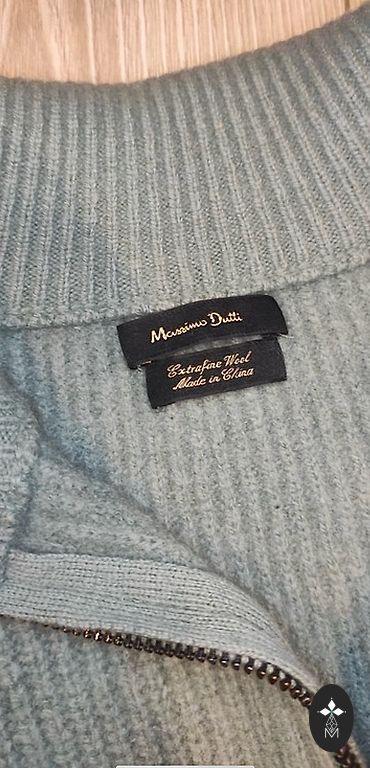 Massimo Dutti
Extrafine Wool
Made in China
M